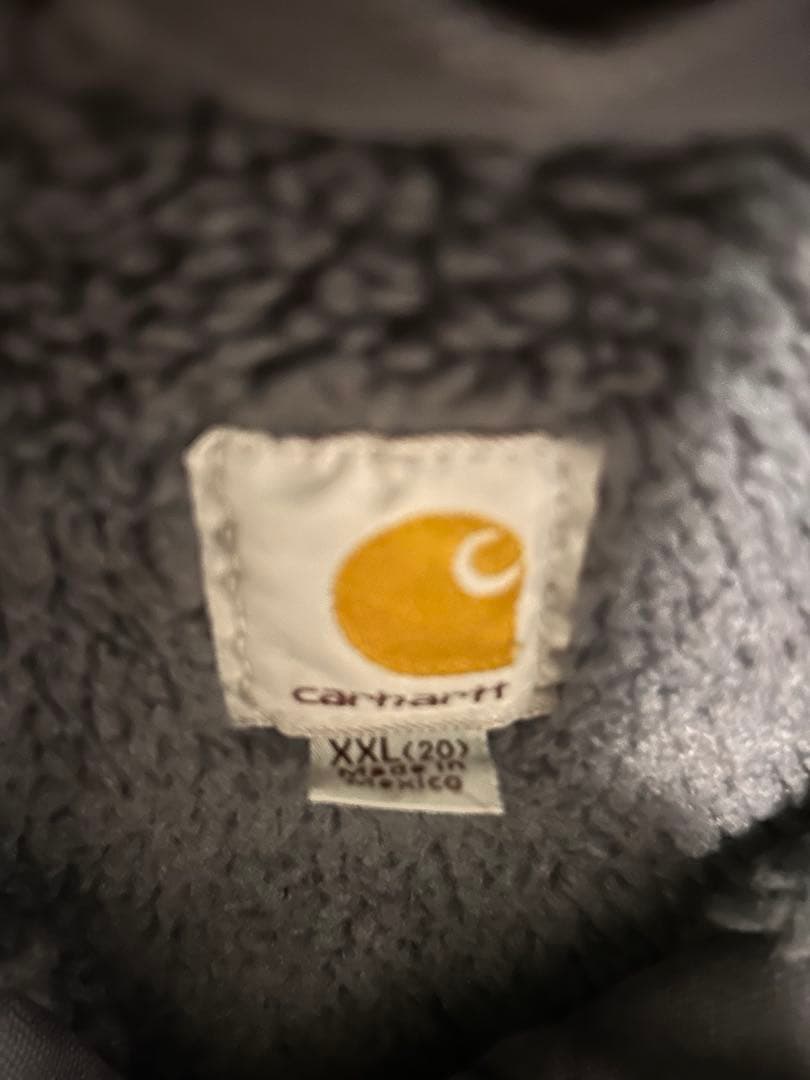 carhartt
XXL(20)
Made in
Mexico